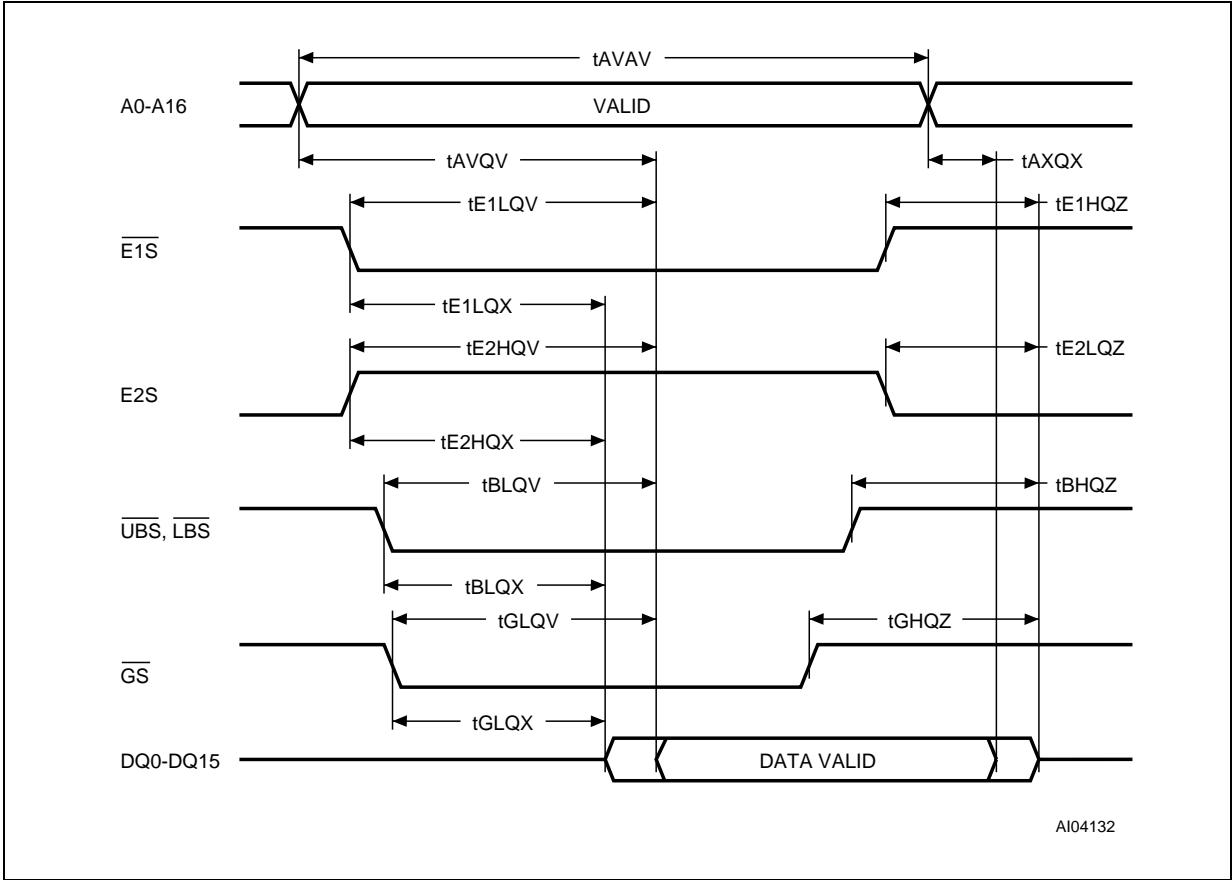 tAVAV
A0-A16 VALID
tAVQV tAXQX
tE1LQV tE1HQZ
E1S
tE1LQX
tE2HQV tE2LQZ
E2S
tE2HQX
tBLQV tBHQZ
UBS, LBS
tBLQX
tGLQV tGHQZ
GS
tGLQX
DQ0-DQ15 DATA VALID
AI04132